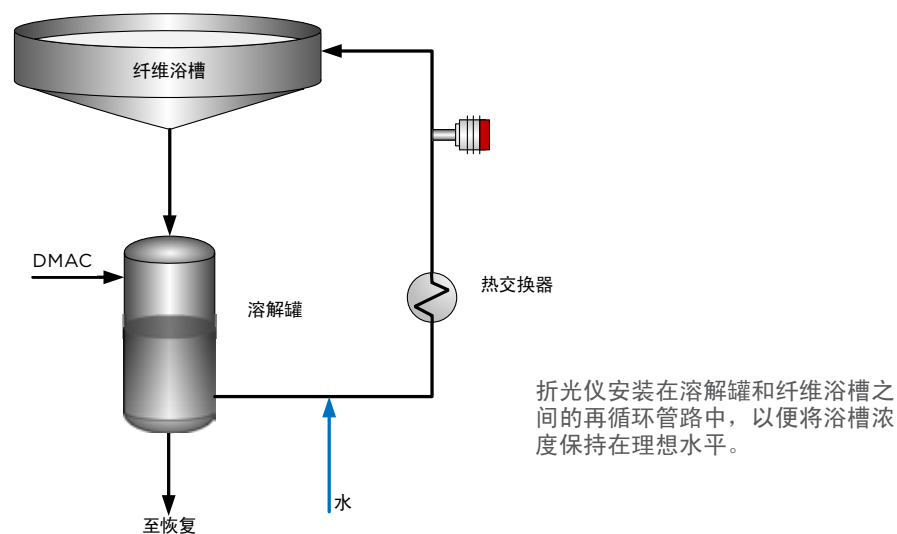 纤维浴槽
DMAC
溶解罐
热交换器
折光仪安装在溶解罐和纤维浴槽之
间的再循环管路中，以便将浴槽浓
度保持在理想水平。
水
至恢复